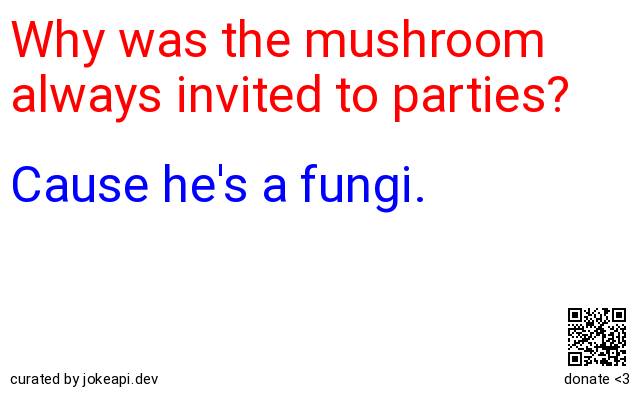 Why was the mushroom
always invited to parties?
Cause he's a fungi.
curated by jokeapi.dev
donate <3